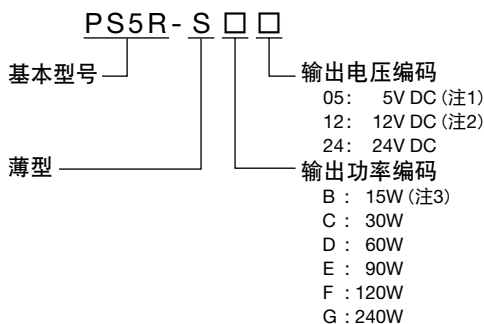 PS5R-S□□
基本型号
输出电压编码
05: 5V DC (注1)
12: 12V DC (注2)
24: 24V DC
薄型
输出功率编码
B : 15W (注3)
C : 30W
D : 60W
E : 90W
F : 120W
G : 240W